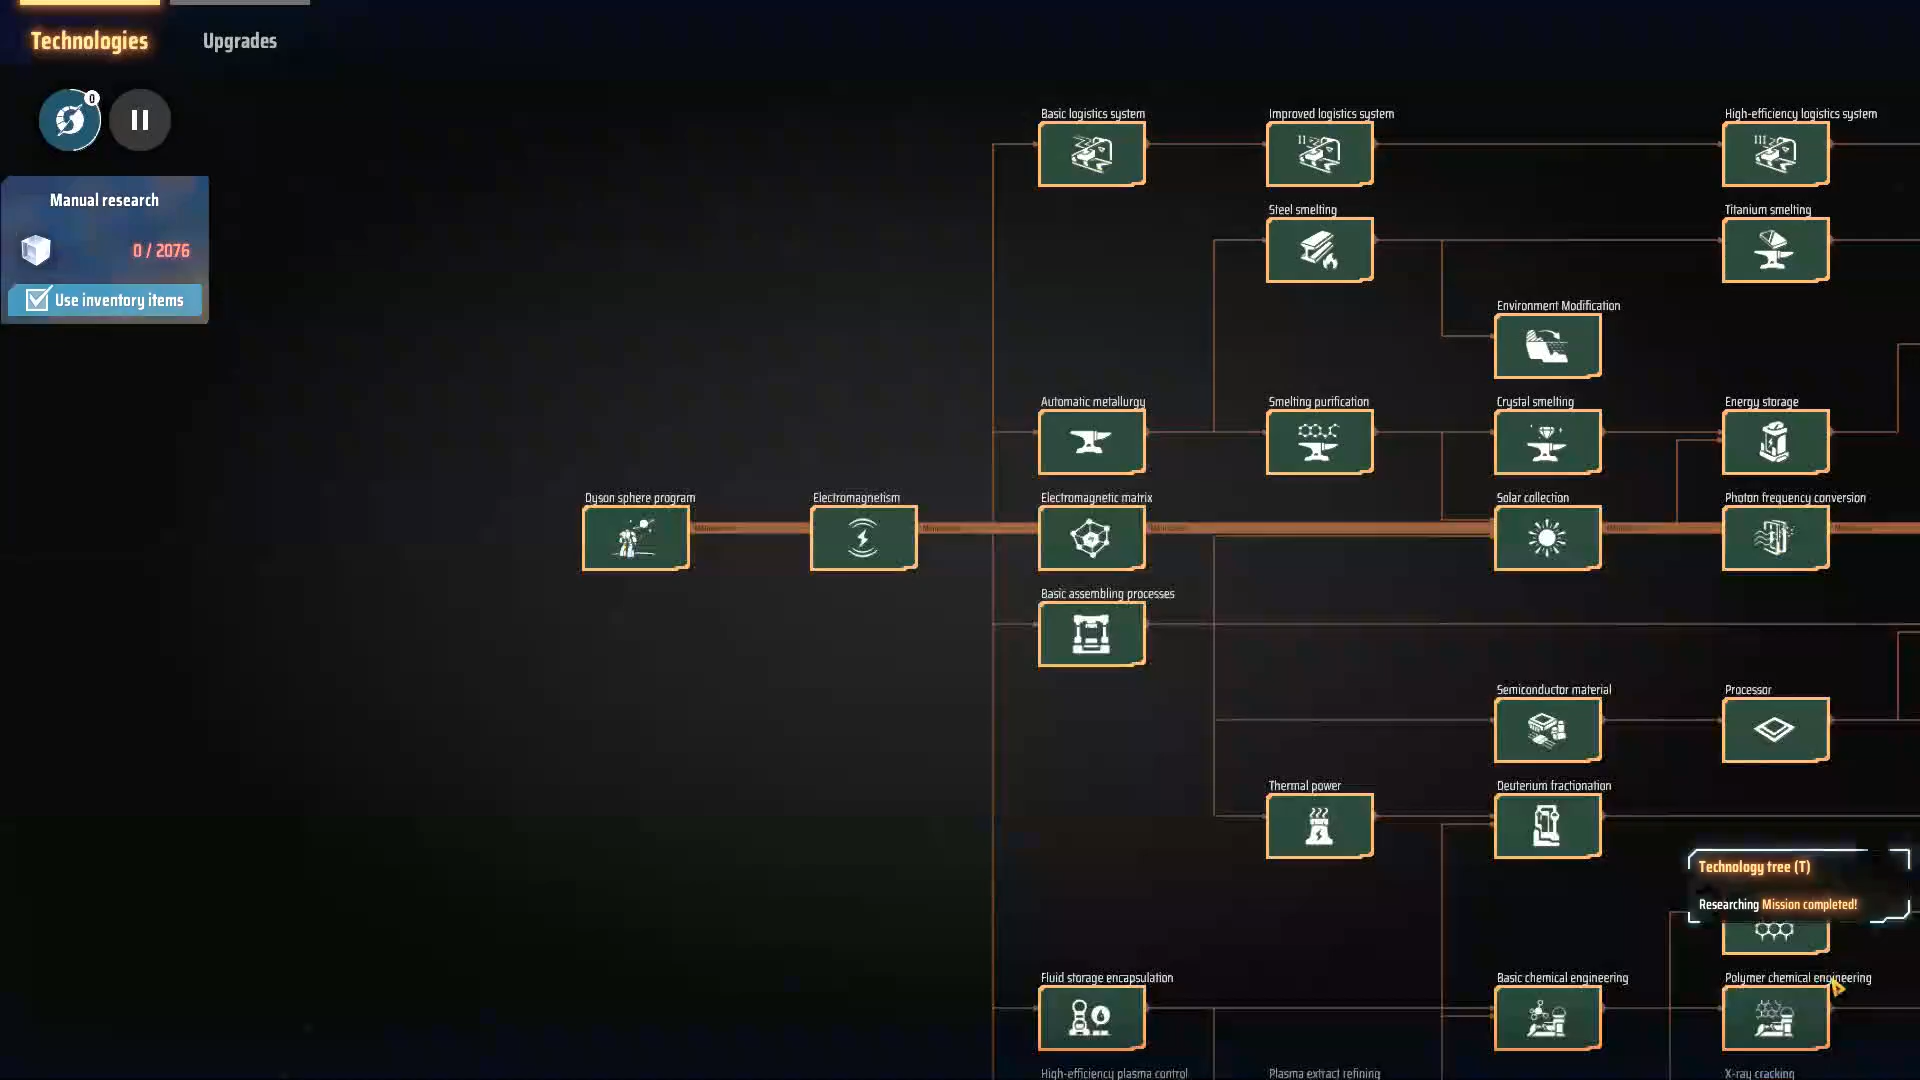 Technologies
Upgrades
0
Manual research
0 / 2076
Use inventory items
Basic logistics system
Improved logistics system
High-efficiency logistics system
Steel smelting
Titanium smelting
Environment Modification
Automatic metallurgy
Smelting purification
Crystal smelting
Energy storage
Dyson sphere program
Electromagnetism
Electromagnetic matrix
Solar collection
Photon frequency conversion
Basic assembling processes
Semiconductor material
Processor
Thermal power
Deuterium fractionation
Technology tree (T)
Researching Mission completed!
Fluid storage encapsulation
Basic chemical engineering
Polymer chemical engineering
High-efficiency plasma control
Plasma extract refining
X-ray cracking